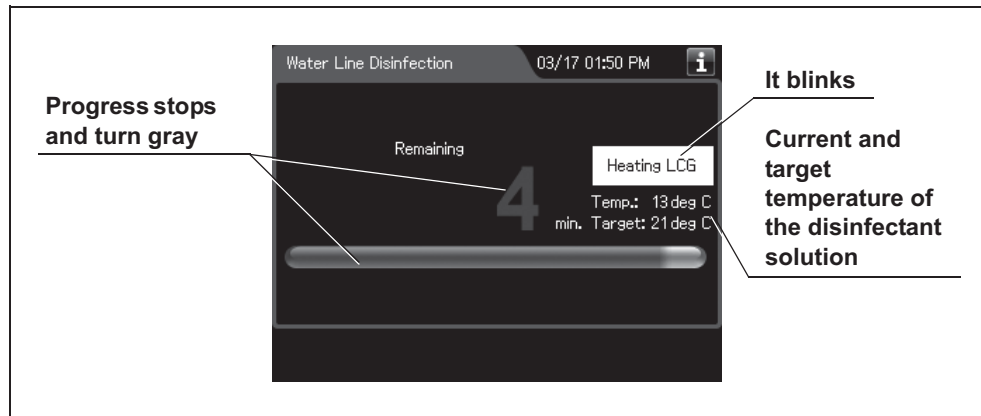 Water Line Disinfection 03/17 01:50 PM i
It blinks
Progress stops
and turn gray
Remaining
Heating LCG
4
Temp.: 13 deg C
min. Target: 21 deg C
Current and
target
temperature of
the disinfectant
solution